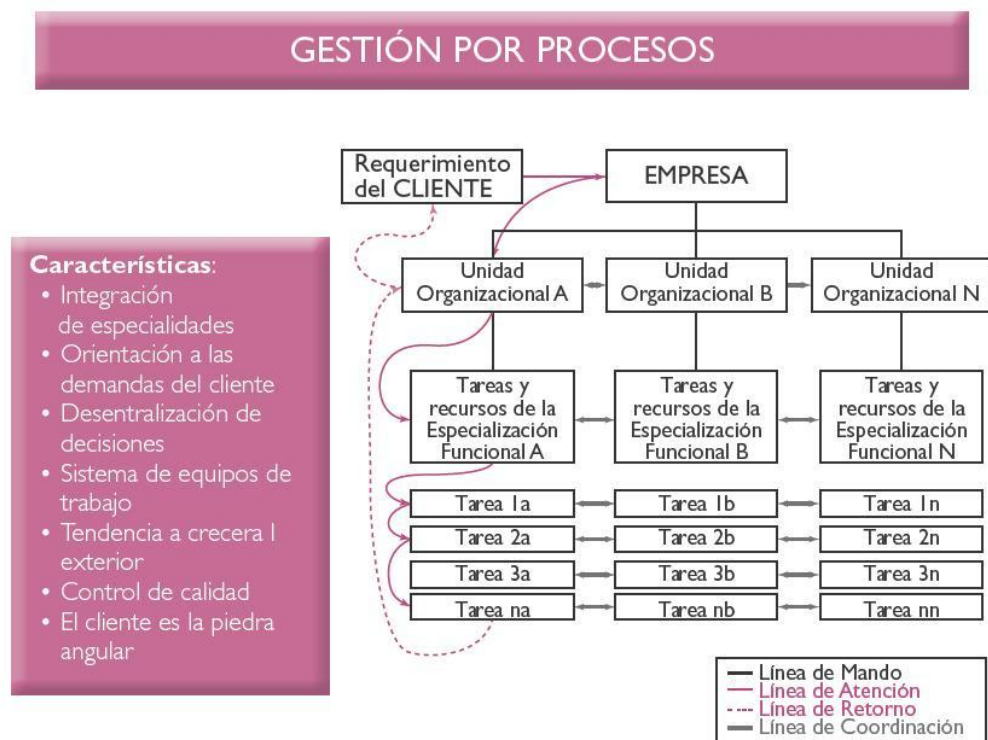 GESTIÓN POR PROCESOS
Requerimiento
del CLIENTE
EMPRESA
Características:
• Integración
de especialidades
• Orientación a las
demandas del cliente
• Desentralización de
decisiones
• Sistema de equipos de
trabajo
• Tendencia a crecera l
exterior
• Control de calidad
• El cliente es la piedra
angular
Unidad
Organizacional A
Unidad
Organizacional B
Unidad
Organizacional N
Tareas y
recursos de la
Especialización
Funcional A
Tareas y
recursos de la
Especialización
Funcional B
Tareas y
recursos de la
Especialización
Funcional N
Tarea 1a
Tarea 1b
Tarea 1n
Tarea 2a
Tarea 2b
Tarea 2n
Tarea 3a
Tarea 3b
Tarea 3n
Tarea na
Tarea nb
Tarea nn
Línea de Mando
Línea de Atención
Línea de Retorno
Línea de Coordinación